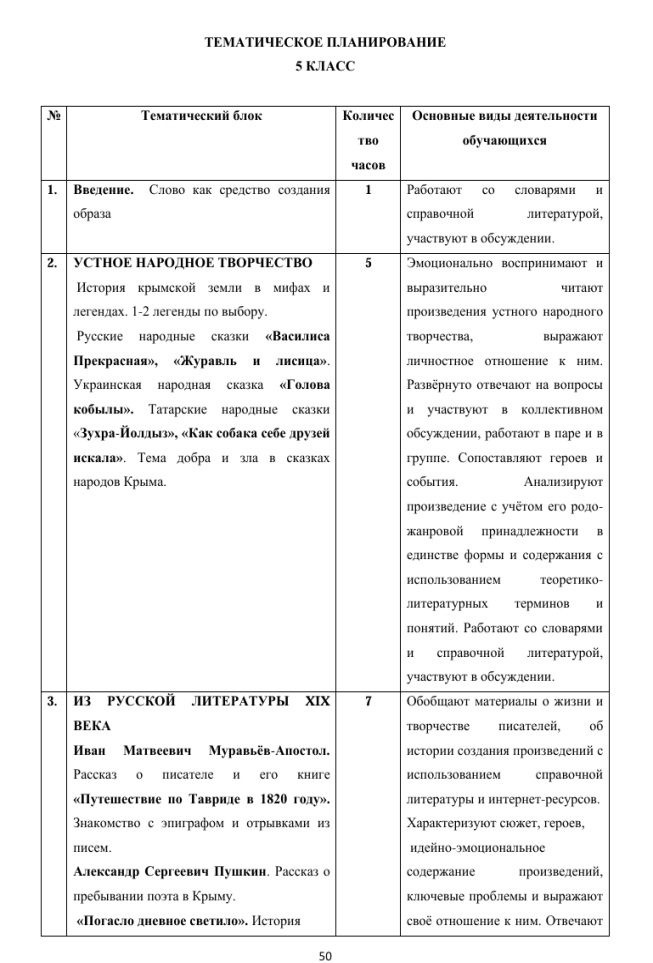 ТЕМАТИЧЕСКОЕ ПЛАНИРОВАНИЕ
5 КЛАСС
№
Тематический блок
Количес
тво
часов
Основные виды деятельности
обучающихся
1.
Введение. Слово как средство создания
образа
1
Работают со словарями и
справочной литературой,
участвуют в обсуждении.
2.
УСТНОЕ НАРОДНОЕ ТВОРЧЕСТВО
История крымской земли в мифах и
легендах. 1-2 легенды по выбору.
Русские народные сказки «Василиса
Прекрасная», «Журавль и лисица».
Украинская народная сказка «Голова
кобылы». Татарские народные сказки
«Зухра-Йолдыз», «Как собака себе друзей
искала». Тема добра и зла в сказках
народов Крыма.
5
Эмоционально воспринимают и
выразительно читают
произведения устного народного
творчества, выражают
личностное отношение к ним.
Развёрнуто отвечают на вопросы
и участвуют в коллективном
обсуждении, работают в паре и в
группе. Сопоставляют героев и
события. Анализируют
произведение с учётом его родо-
жанровой принадлежности в
единстве формы и содержания с
использованием теоретико-
литературных терминов и
понятий. Работают со словарями
и справочной литературой,
участвуют в обсуждении.
3.
ИЗ РУССКОЙ ЛИТЕРАТУРЫ XIX
ВЕКА
Иван Матвеевич Муравьёв-Апостол.
Рассказ о писателе и его книге
«Путешествие по Тавриде в 1820 году».
Знакомство с эпиграфом и отрывками из
писем.
Александр Сергеевич Пушкин. Рассказ о
пребывании поэта в Крыму.
«Погасло дневное светило». История
7
Обобщают материалы о жизни и
творчестве писателей, об
истории создания произведений с
использованием справочной
литературы и интернет-ресурсов.
Характеризуют сюжет, героев,
идейно-эмоциональное
содержание произведений,
ключевые проблемы и выражают
своё отношение к ним. Отвечают
50